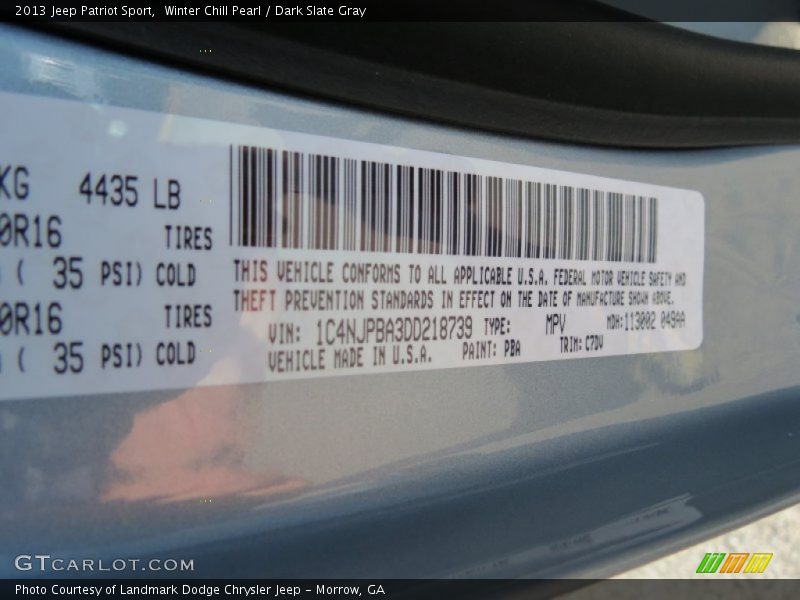 2013 Jeep Patriot Sport,  Winter Chill Pearl / Dark Slate Gray
KG 4435 LB
0R16 TIRES
( 35 PSI) COLD
0R16 TIRES
( 35 PSI) COLD
THIS VEHICLE CONFORMS TO ALL APPLICABLE U.S.A. FEDERAL MOTOR VEHICLE SAFETY AND
THEFT PREVENTION STANDARDS IN EFFECT ON THE DATE OF MANUFACTURE SHOWN ABOVE.
VIN: 1C4NJPBA3DD218739 TYPE: MPV MDH:113002 049AA
VEHICLE MADE IN U.S.A. PAINT: PBA TRIM: C7DV
GTCARLOT.COM
Photo Courtesy of Landmark Dodge Chrysler Jeep – Morrow, GA